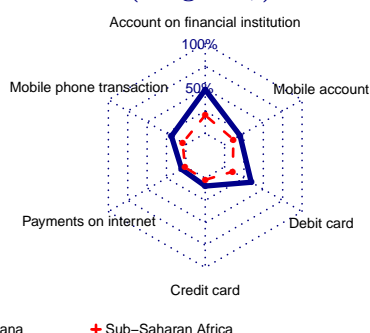 Account on financial institution
100%
50%
Mobile phone transaction
Mobile account
Payments on internet
Debit card
Credit card
ana
Sub−Saharan Africa